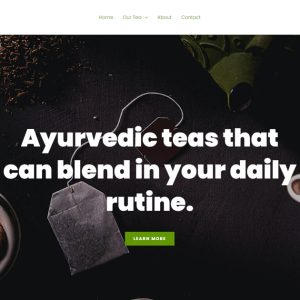 Home Our Tea About Contact
Ayurvedic teas that
can blend in your daily
rutine.
LEARN MORE